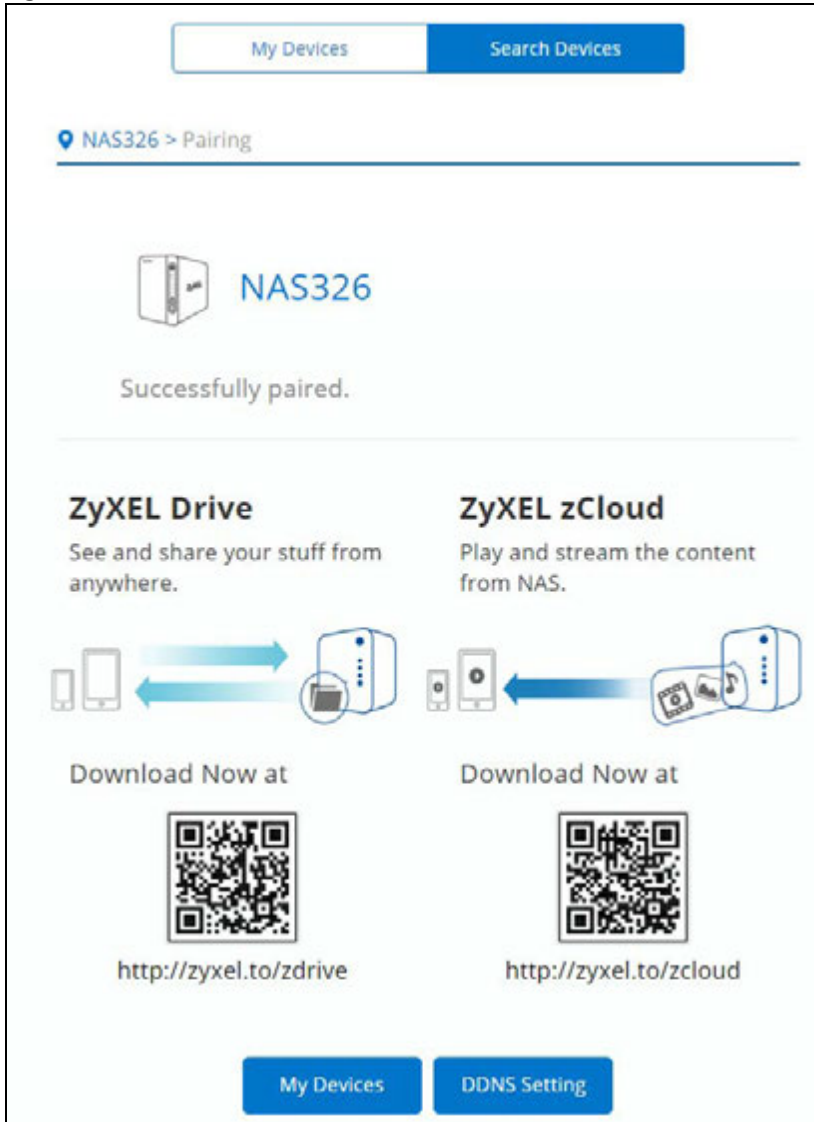 My Devices
Search Devices
NAS326 > Pairing
NAS326
Successfully paired.
ZyXEL Drive
See and share your stuff from
anywhere.
Download Now at
http://zyxel.to/zdrive
ZyXEL zCloud
Play and stream the content
from NAS.
Download Now at
http://zyxel.to/zcloud
My Devices
DDNS Setting